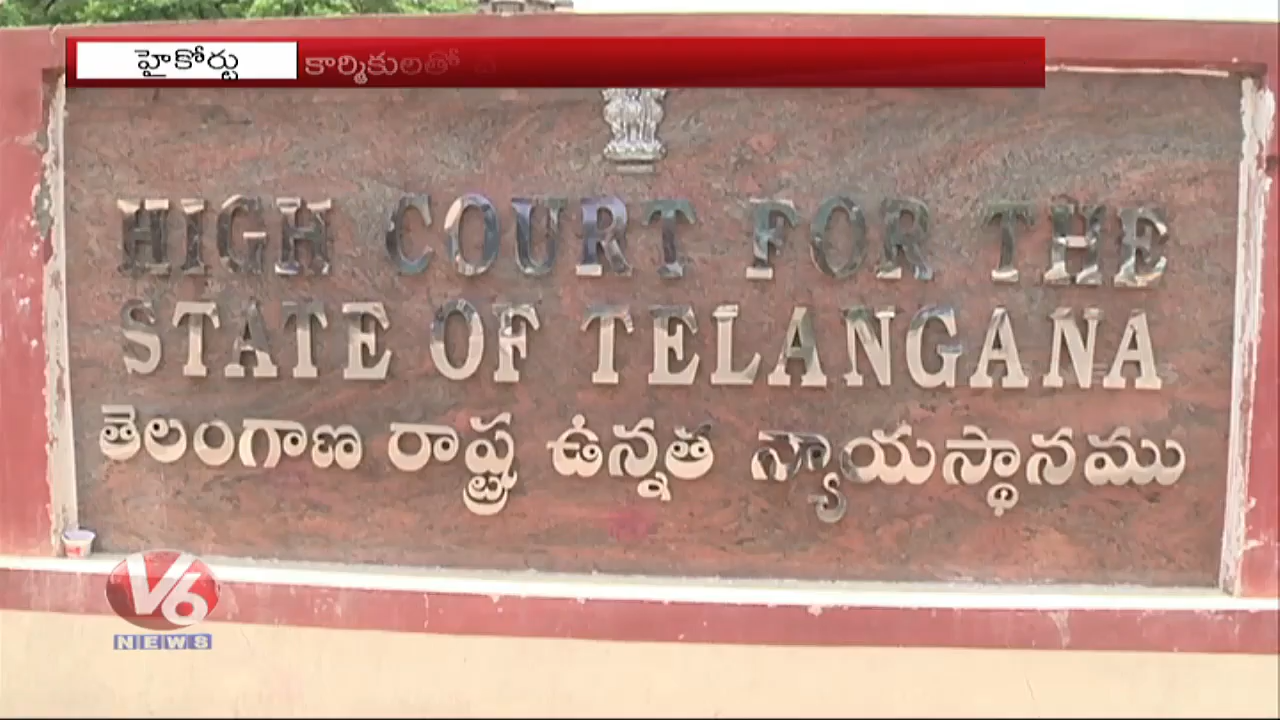 హైకోర్టు
కార్మికులతో
HIGH COURT FOR THE
STATE OF TELANGANA
తెలంగాణ రాష్ట్ర ఉన్నత న్యాయస్థానము
V6
NEWS